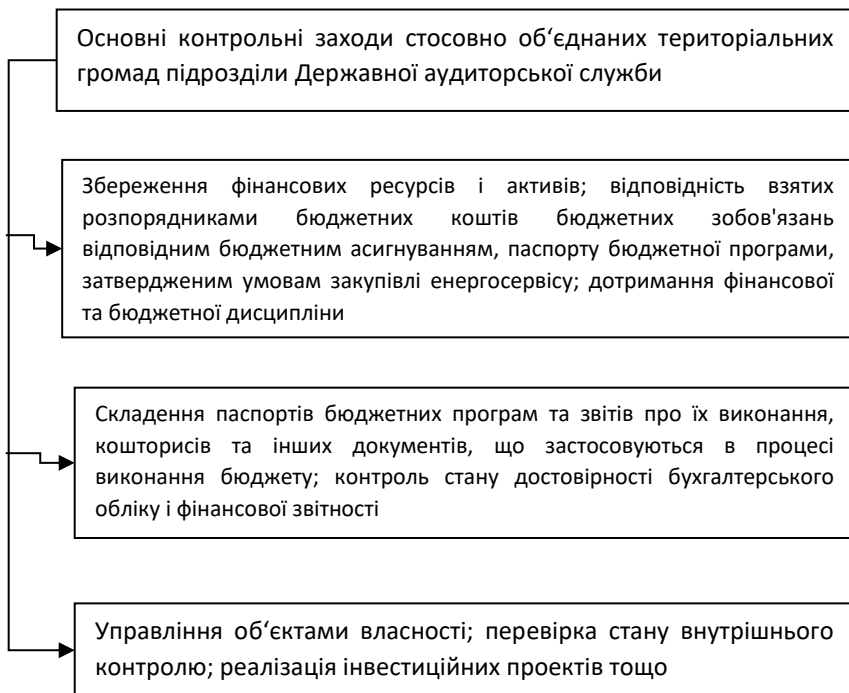 Основні контрольні заходи стосовно об‘єднаних територіальних
громад підрозділи Державної аудиторської служби
Збереження фінансових ресурсів і активів; відповідність взятих
розпорядниками бюджетних коштів бюджетних зобов'язань
відповідним бюджетним асигнуванням, паспорту бюджетної програми,
затвердженим умовам закупівлі енергосервісу; дотримання фінансової
та бюджетної дисципліни
Складення паспортів бюджетних програм та звітів про їх виконання,
кошторисів та інших документів, що застосовуються в процесі
виконання бюджету; контроль стану достовірності бухгалтерського
обліку і фінансової звітності
Управління об‘єктами власності; перевірка стану внутрішнього
контролю; реалізація інвестиційних проектів тощо